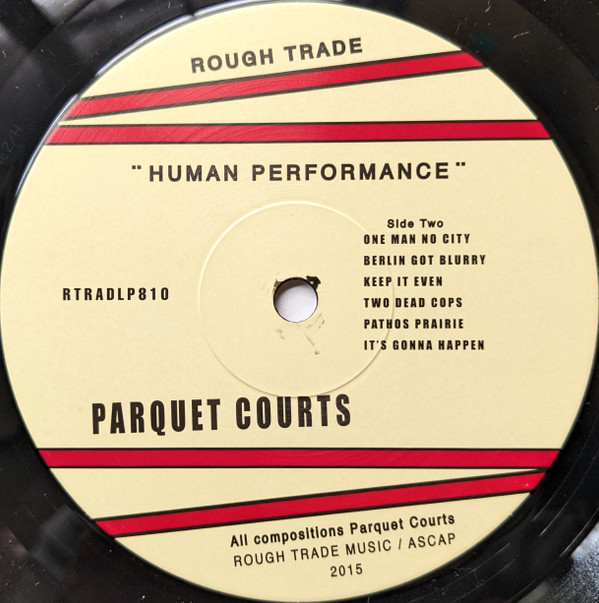 ROUGH TRADE
"HUMAN PERFORMANCE"
Side Two
ONE MAN NO CITY
BERLIN GOT BLURRY
KEEP IT EVEN
TWO DEAD COPS
PATHOS PRAIRIE
IT'S GONNA HAPPEN
RTRADLP810
PARQUET COURTS
All compositions Parquet Courts
ROUGH TRADE MUSIC / ASCAP
2015